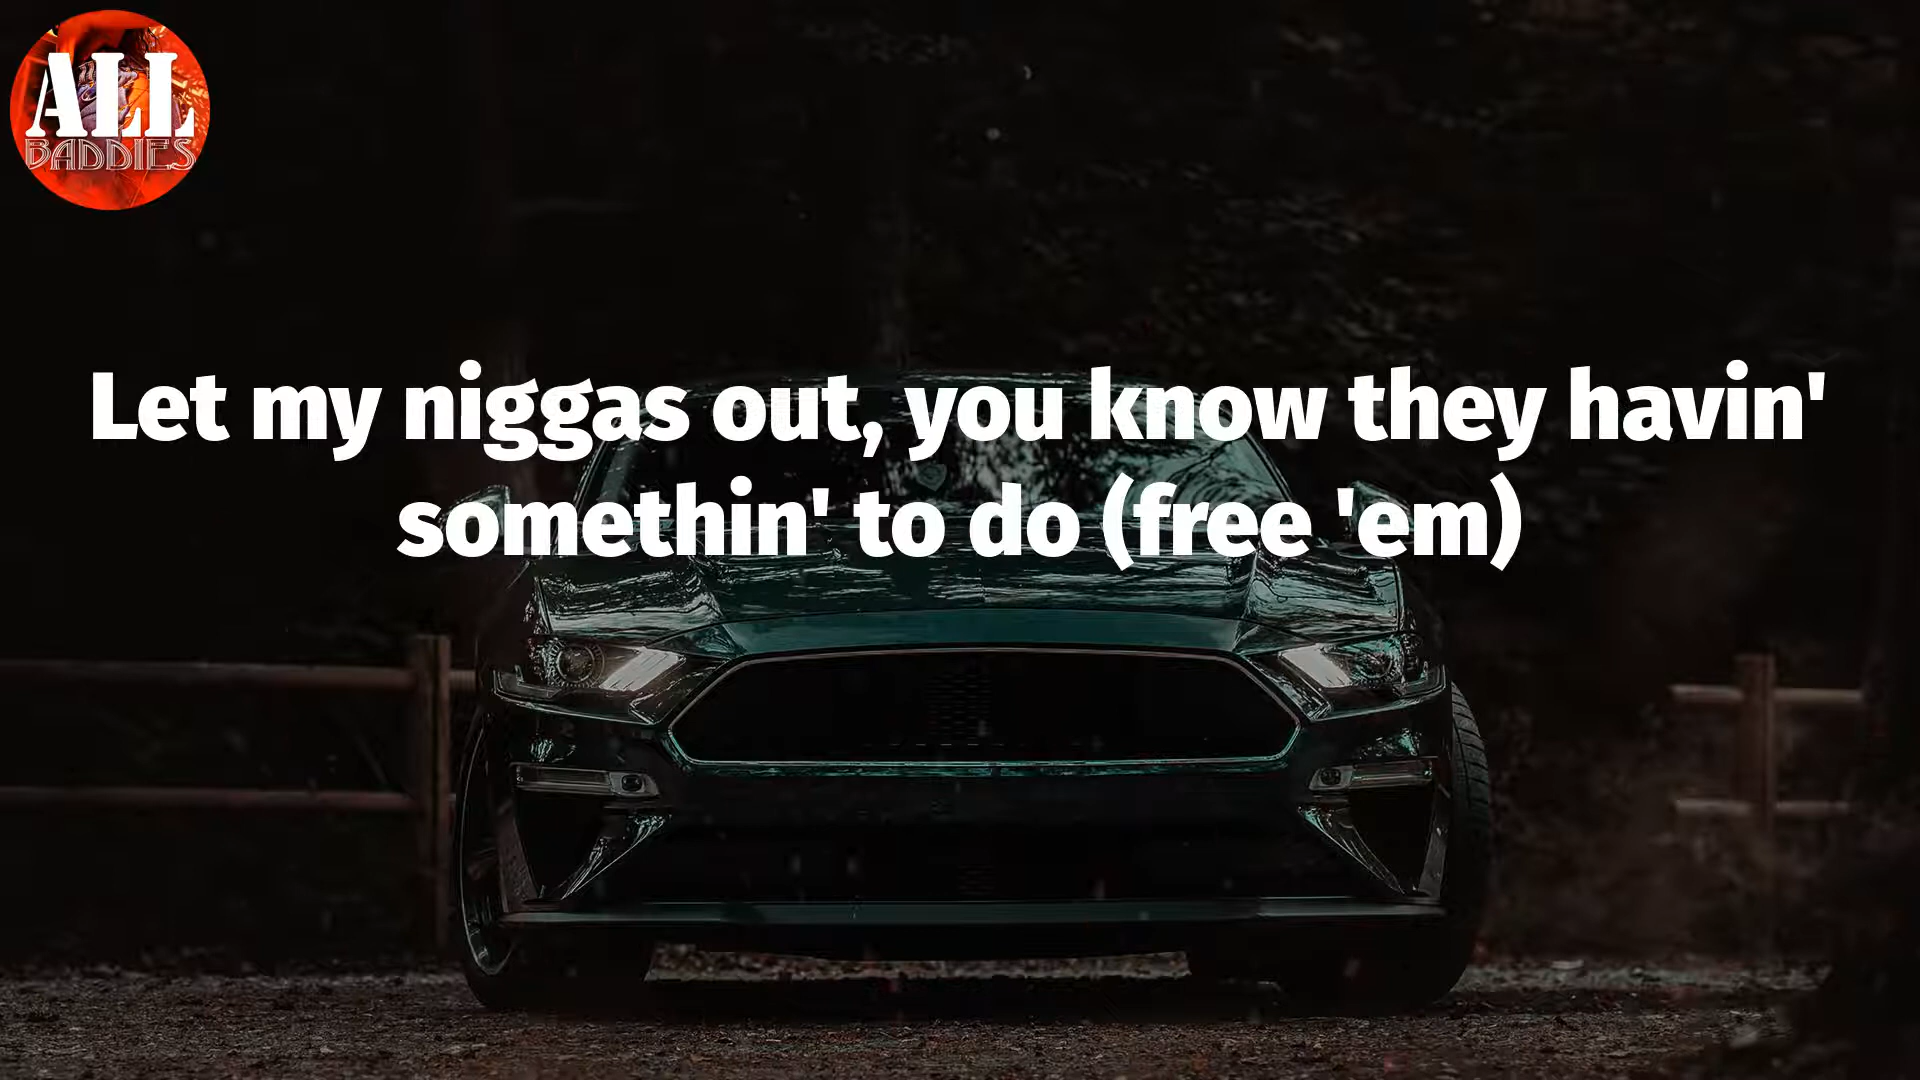 ALL
BADDIES
Let my niggas out, you know they havin'
somethin' to do (free 'em)